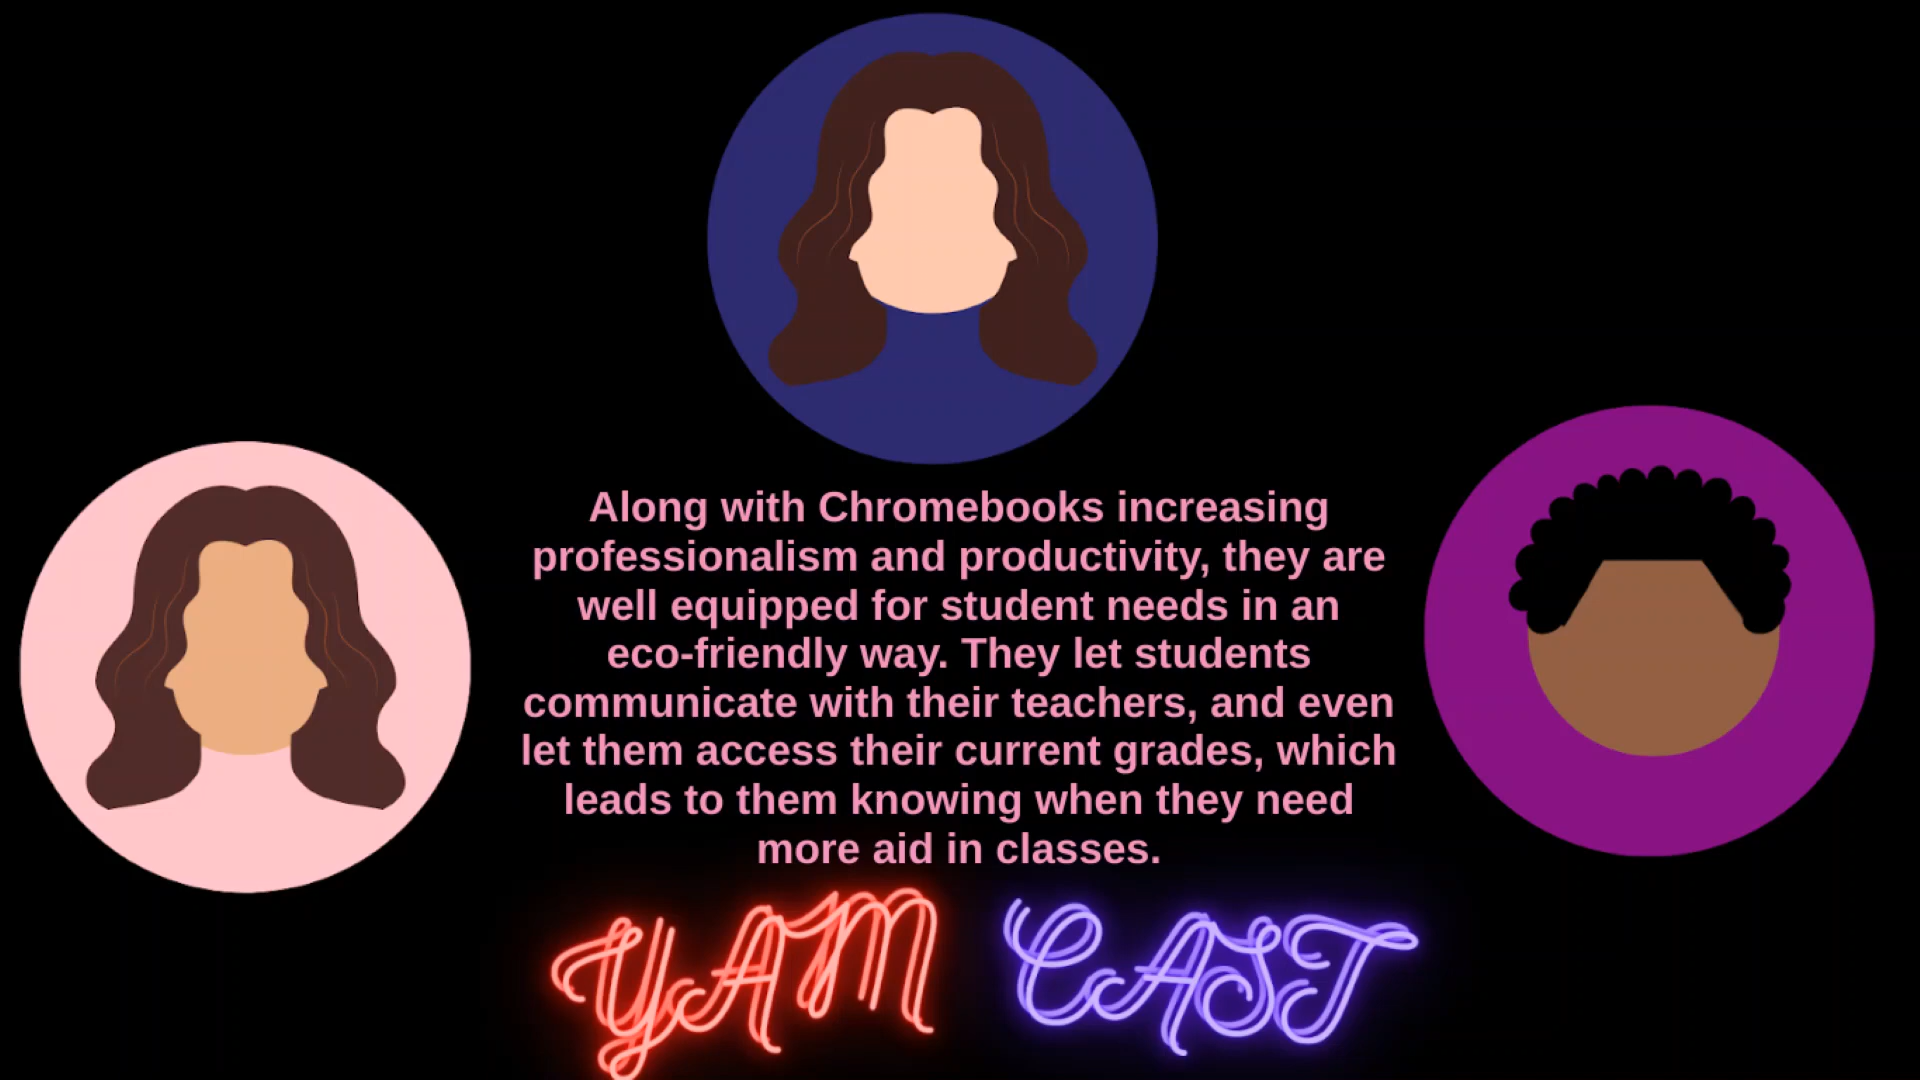 Along with Chromebooks increasing
professionalism and productivity, they are
well equipped for student needs in an
eco-friendly way. They let students
communicate with their teachers, and even
let them access their current grades, which
leads to them knowing when they need
more aid in classes.
YAM CAST